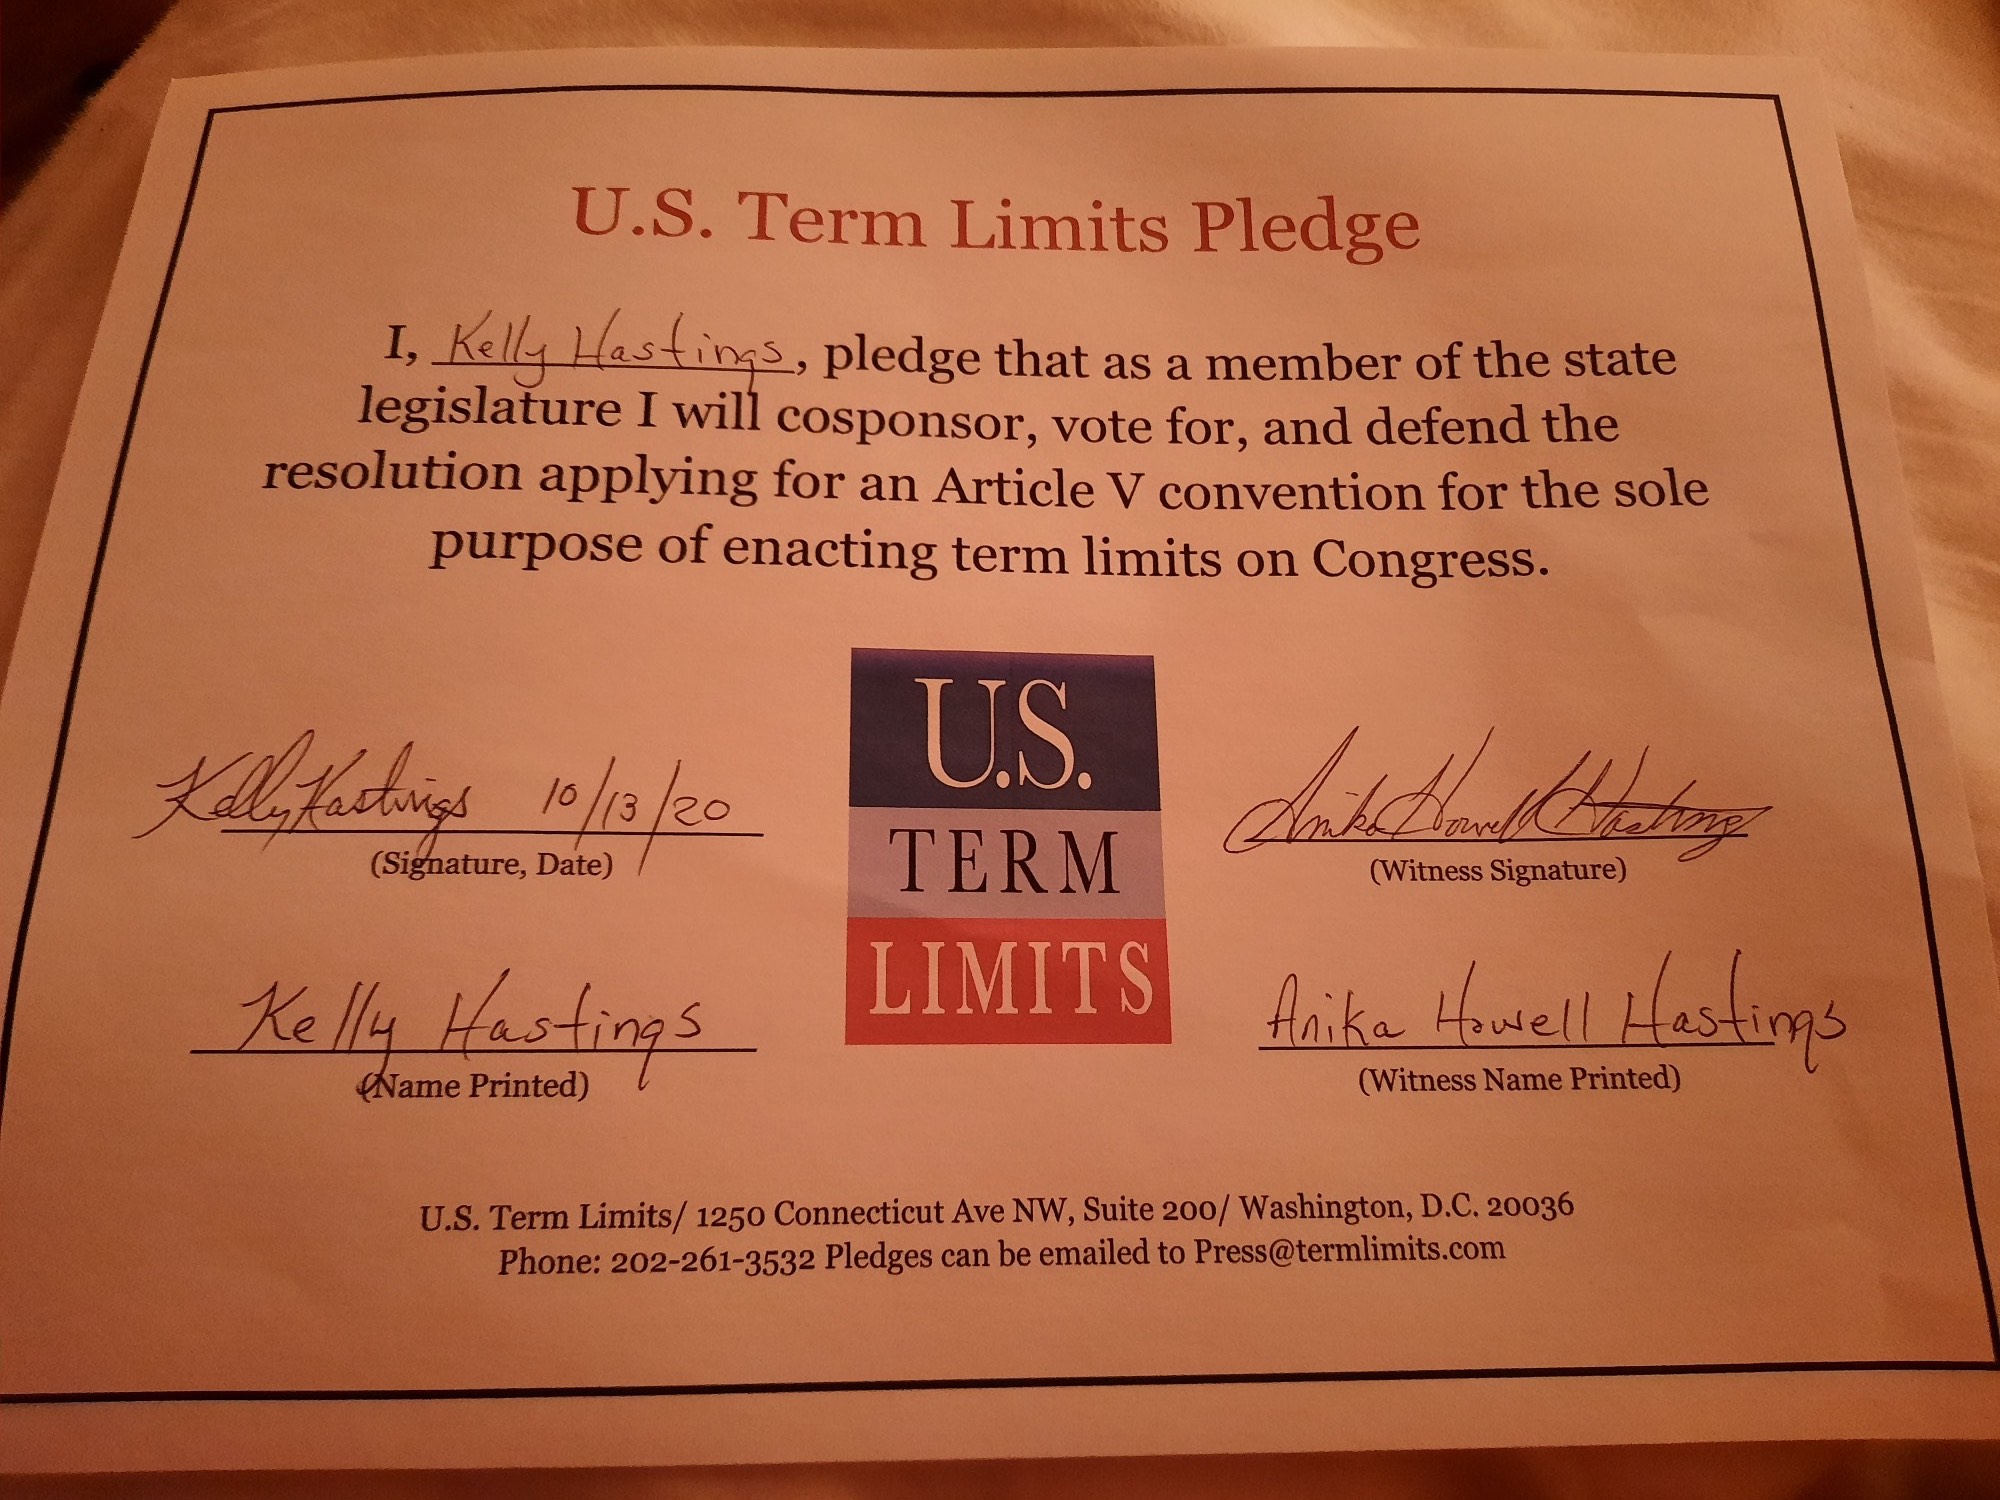 U.S. Term Limits Pledge
I, Kelly Hastings, pledge that as a member of the state
legislature I will cosponsor, vote for, and defend the
resolution applying for an Article V convention for the sole
purpose of enacting term limits on Congress.
U.S.
TERM
LIMITS
Kelly Hastings 10/13/20
(Signature, Date)
Anika Howell Hastings
(Witness Signature)
Kelly Hastings
(Name Printed)
Anika Howell Hastings
(Witness Name Printed)
U.S. Term Limits/ 1250 Connecticut Ave NW, Suite 200/ Washington, D.C. 20036
Phone: 202-261-3532 Pledges can be emailed to Press@termlimits.com